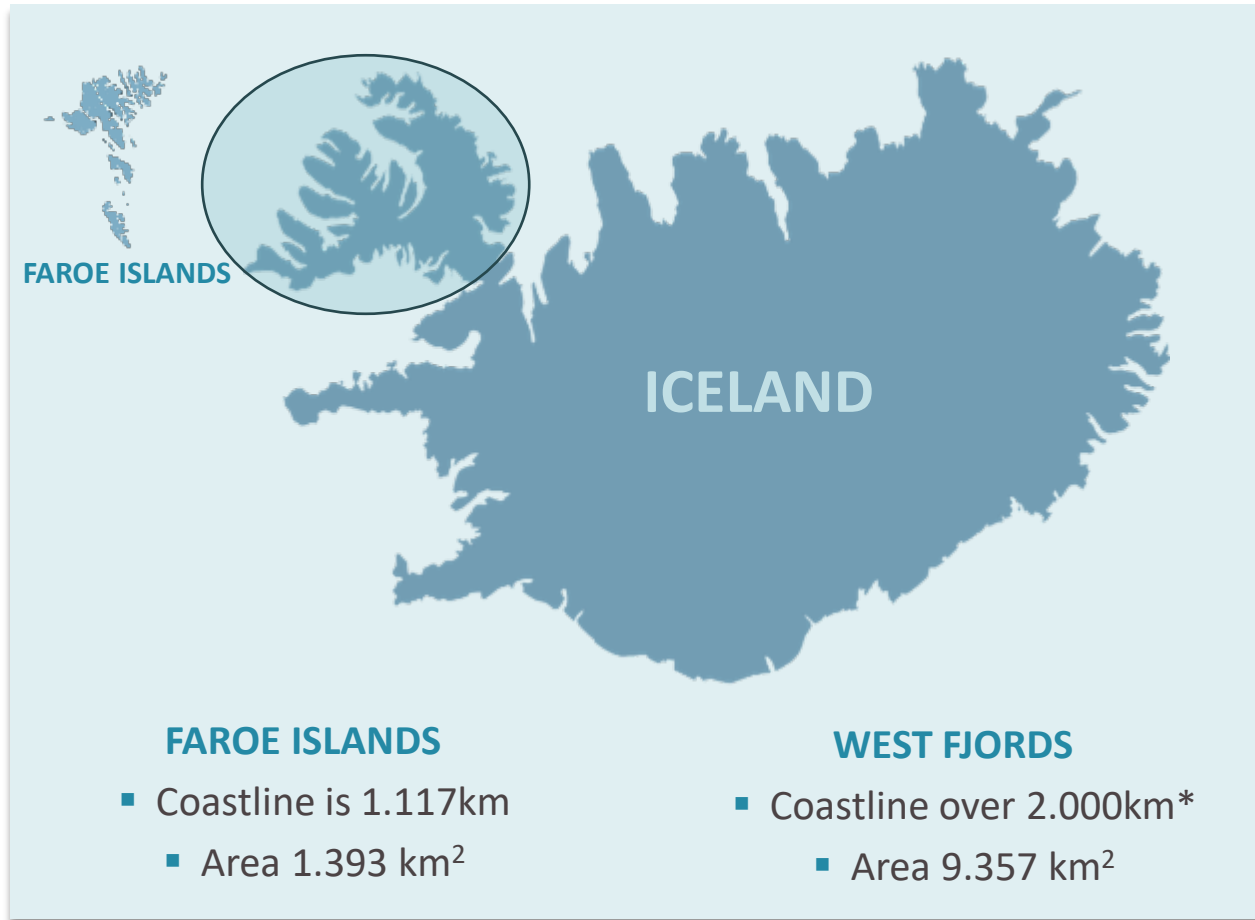 FAROE ISLANDS
ICELAND
FAROE ISLANDS
▪ Coastline is 1.117km
▪ Area 1.393 km²
WEST FJORDS
▪ Coastline over 2.000km*
▪ Area 9.357 km²